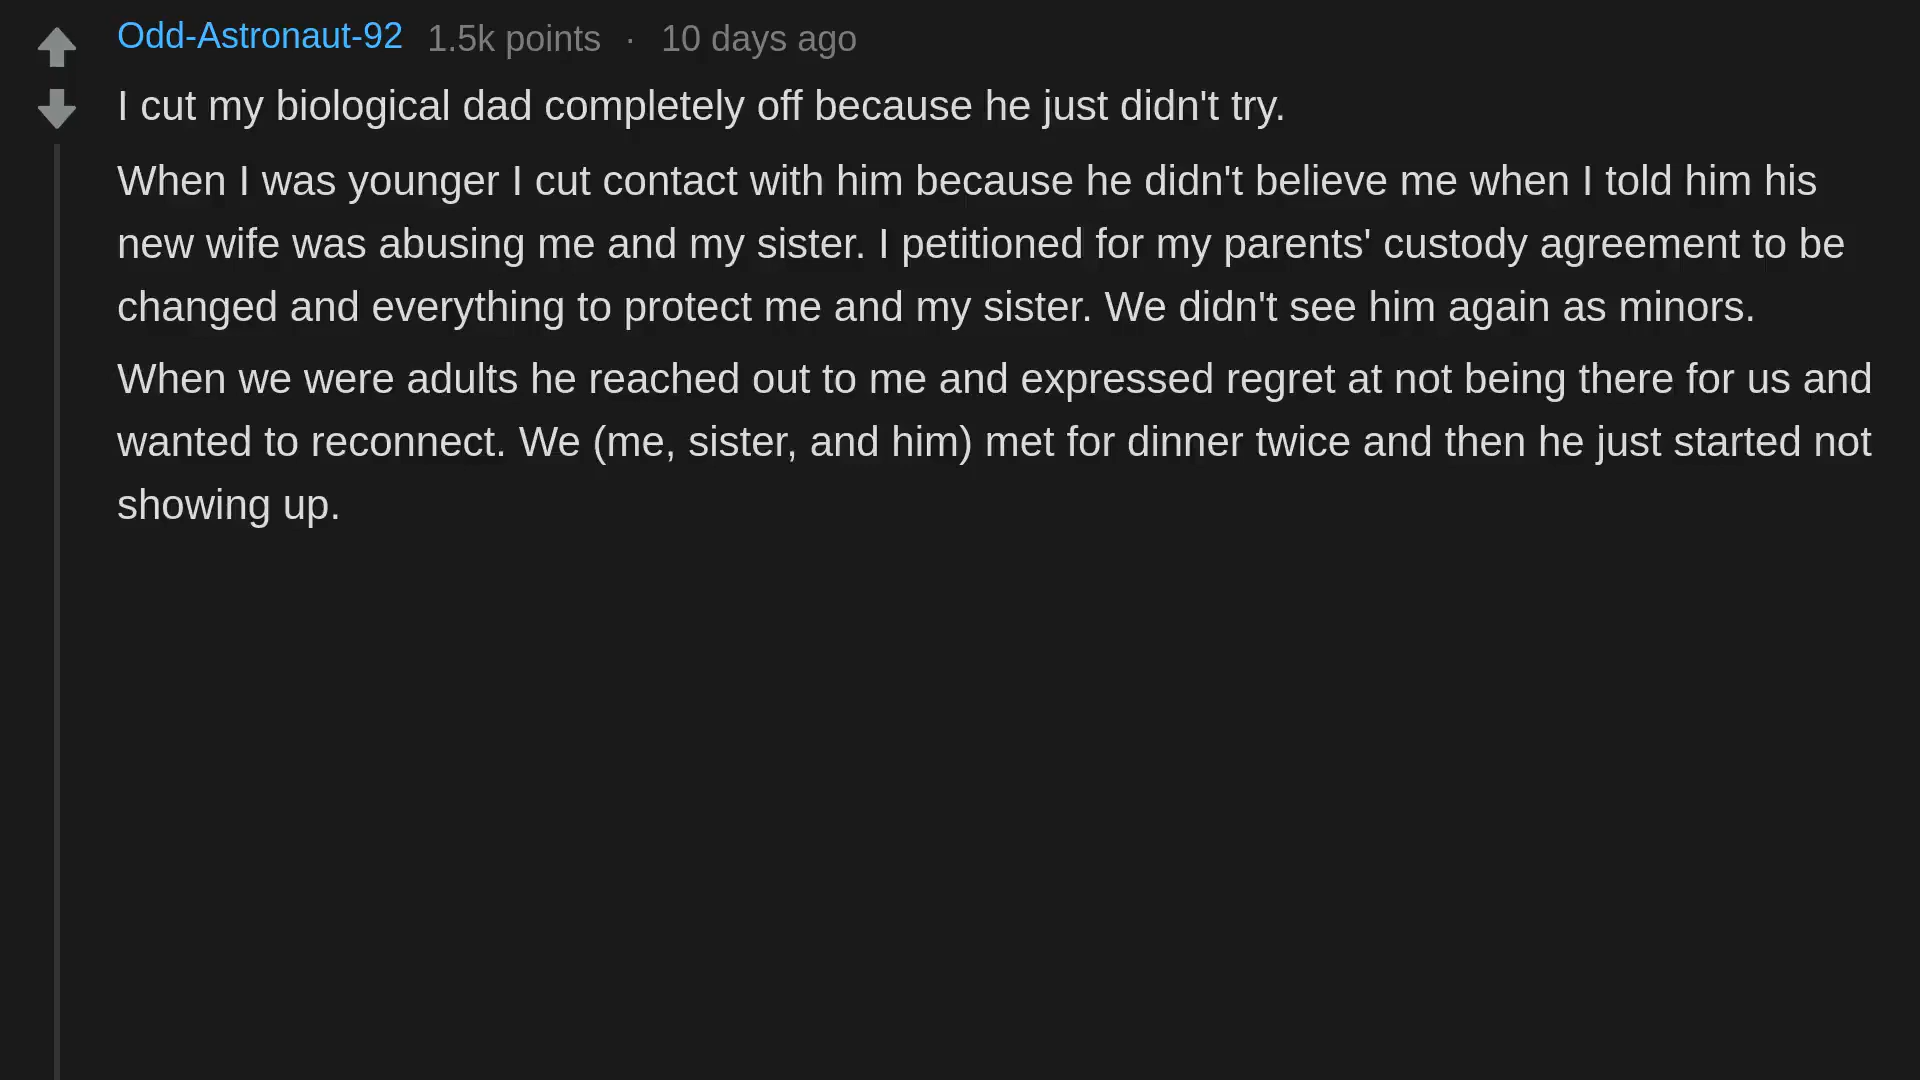 Odd-Astronaut-92 1.5k points · 10 days ago
I cut my biological dad completely off because he just didn't try.
When I was younger I cut contact with him because he didn't believe me when I told him his
new wife was abusing me and my sister. I petitioned for my parents' custody agreement to be
changed and everything to protect me and my sister. We didn't see him again as minors.
When we were adults he reached out to me and expressed regret at not being there for us and
wanted to reconnect. We (me, sister, and him) met for dinner twice and then he just started not
showing up.